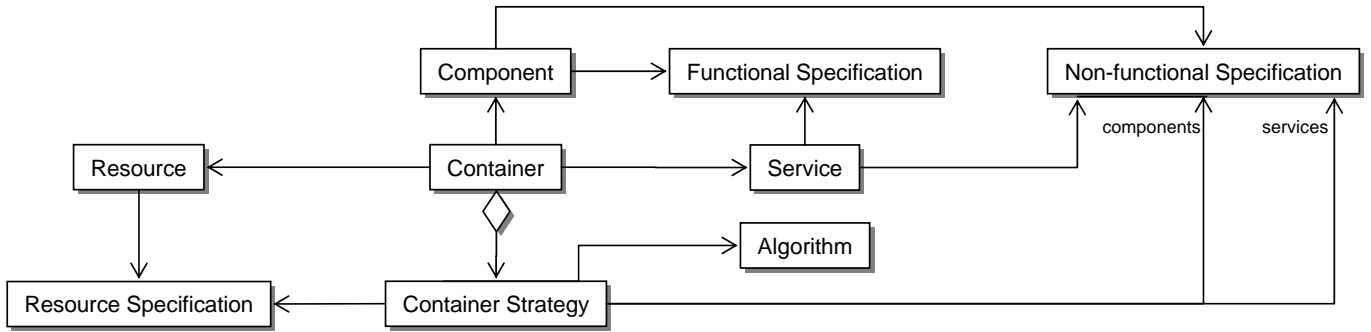 Component
Functional Specification
Non-functional Specification
components
services
Resource
Container
Service
Algorithm
Resource Specification
Container Strategy